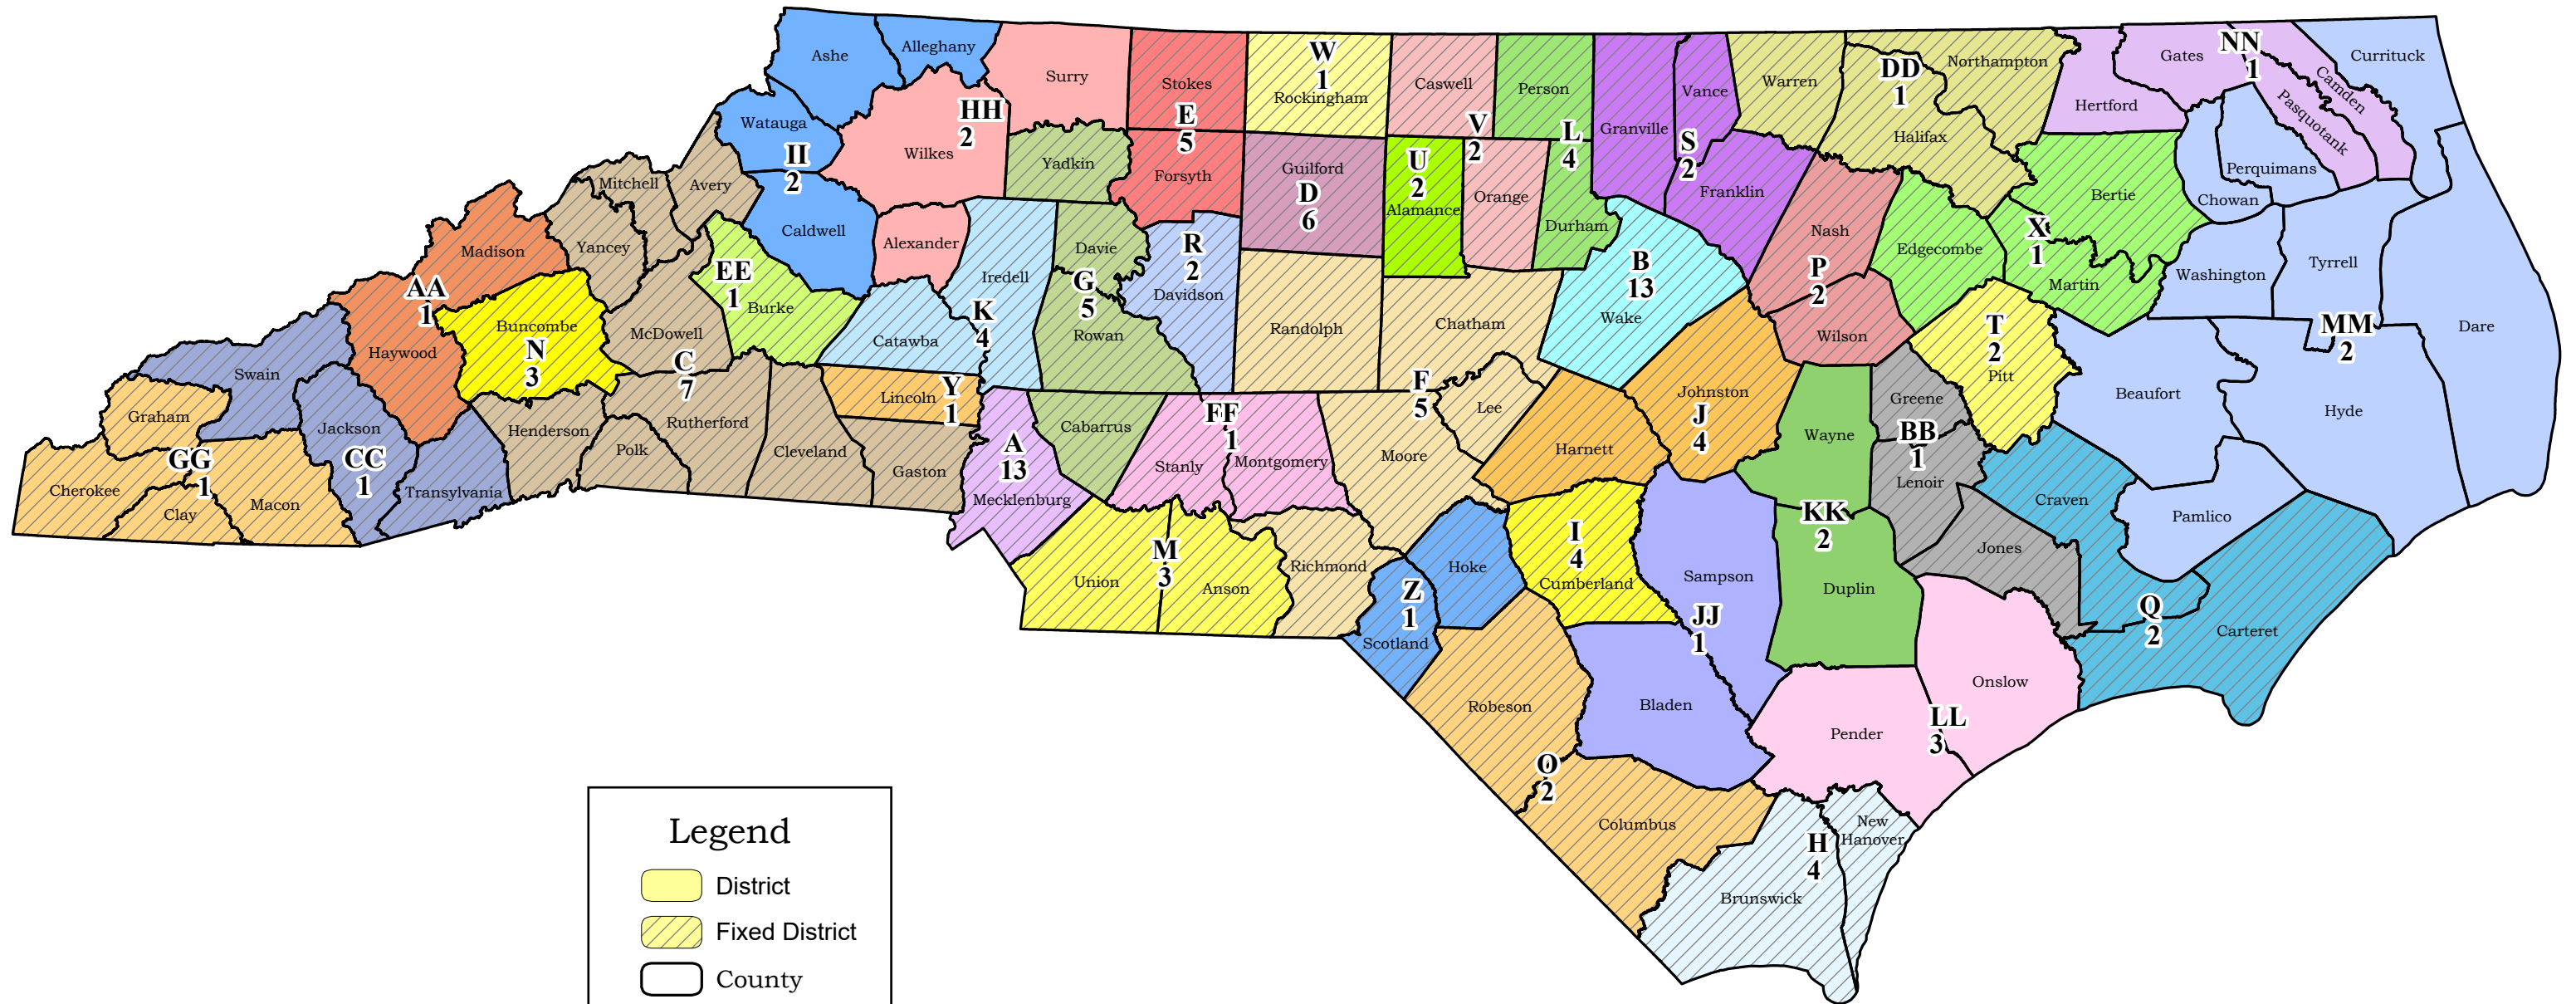 Ashe
Alleghany
Surry
Stokes
E
5
W
1
Rockingham
Caswell
Person
Granville
Vance
Warren
DD
1
Northampton
Halifax
Hertford
Gates
NN
1
Camden
Pasquotank
Currituck
Watauga
II
2
Wilkes
HH
2
Yadkin
Forsyth
Guilford
D
6
U
2
Alamance
V
2
Orange
L
4
Durham
S
2
Franklin
Nash
P
2
Edgecombe
X
1
Bertie
Martin
Perquimans
Chowan
Washington
Tyrrell
Dare
Mitchell
Avery
Caldwell
Alexander
Iredell
Davie
R
2
Davidson
Madison
Yancey
AA
1
Buncombe
N
3
McDowell
EE
1
Burke
Catawba
K
4
G
5
Rowan
Randolph
Chatham
B
13
Wake
Wilson
T
2
Pitt
MM
2
Beaufort
Hyde
Swain
Haywood
Graham
Jackson
CC
1
Transylvania
Henderson
C
7
Polk
Rutherford
Cleveland
Lincoln
Y
1
Gaston
A
13
Mecklenburg
Cabarrus
FF
1
Stanly
Montgomery
F
5
Moore
Lee
Harnett
Johnston
J
4
Wayne
Greene
BB
1
Lenoir
Craven
Pamlico
Cherokee
GG
1
Clay
Macon
M
3
Union
Anson
Richmond
Z
1
Scotland
Hoke
I
4
Cumberland
Sampson
JJ
1
KK
2
Duplin
Jones
Q
2
Carteret
Robeson
Bladen
Pender
LL
3
Onslow
O
2
Columbus
Brunswick
H
4
New
Hanover
Legend
District
Fixed District
County